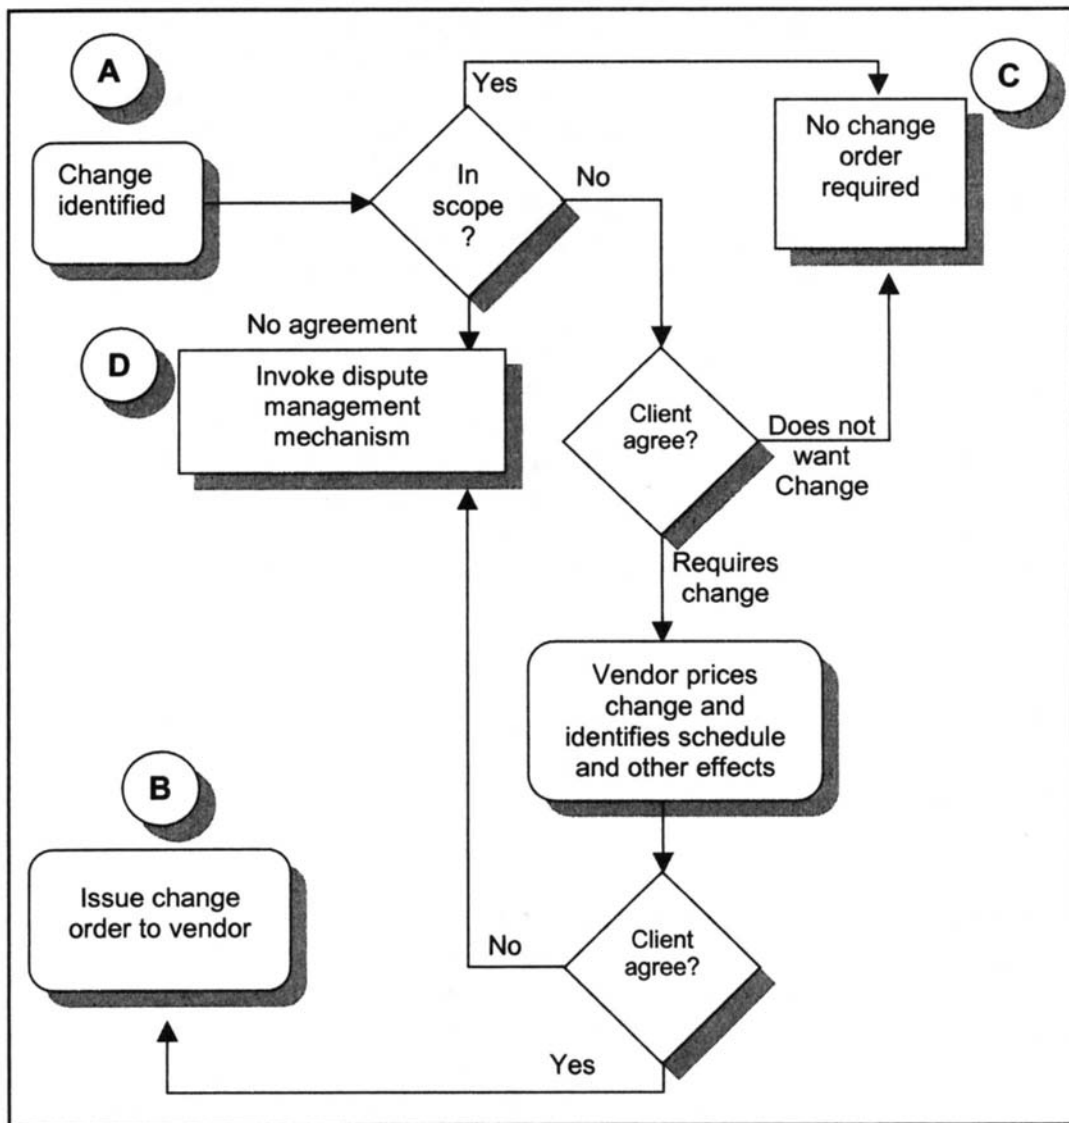 A
Change
identified
In
scope
?
Yes
C
No change
order
required
No
No agreement
D
Invoke dispute
management
mechanism
Client
agree?
Does not
want
Change
Requires
change
Vendor prices
change and
identifies schedule
and other effects
B
Issue change
order to vendor
No
Client
agree?
Yes